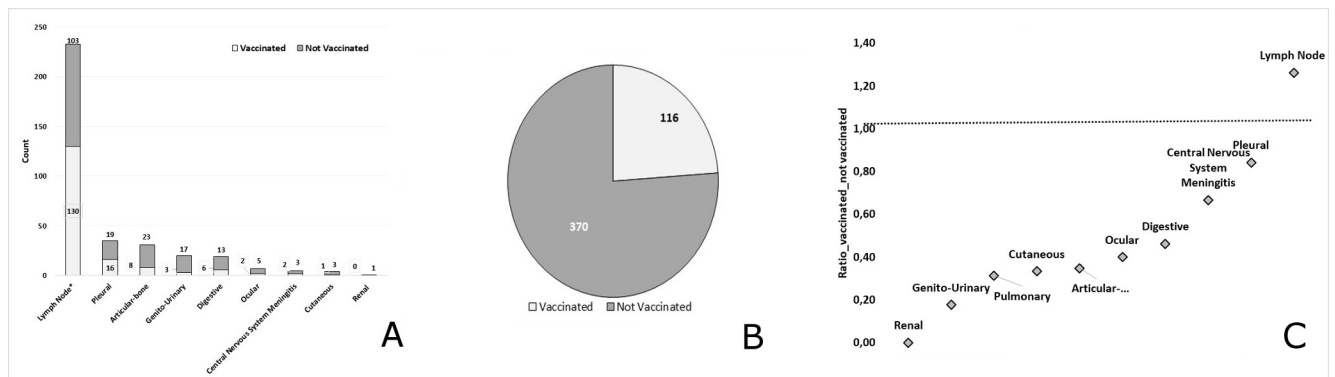 250
200
150
100
50
0
Count
Vaccinated Not Vaccinated
103
130
19
16
23
8
17
3
13
6
2 5
2 3
1 3
0 1
Lymph Node*
Pleural
Articular-bone
Genito-Urinary
Digestive
Ocular
Central Nervous System Meningitis
Cutaneous
Renal
A
116
370
Vaccinated Not Vaccinated
B
Ratio_vaccinated_not vaccinated
1,40
1,20
1,00
0,80
0,60
0,40
0,20
0,00
Lymph Node
Pleural
Central Nervous
System
Meningitis
Digestive
Ocular
Cutaneous
Articular-...
Genito-Urinary
Pulmonary
Renal
C